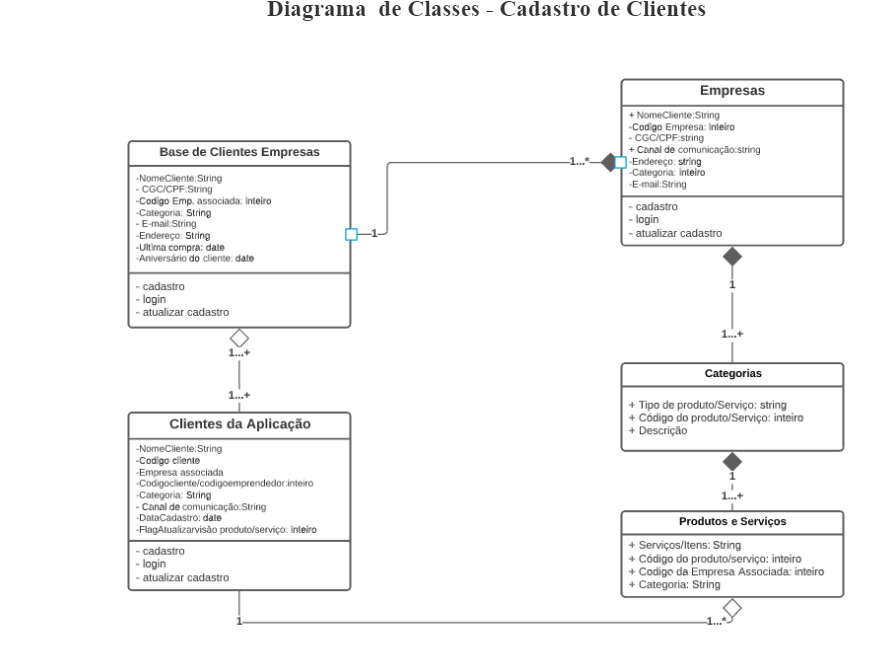 Diagrama de Classes - Cadastro de Clientes
Empresas
+ NomeCliente:String
-Codigo Empresa: inteiro
- CGC/CPF:string
+ Canal de comunicação:string
-Endereço: string
-Categoria: inteiro
-E-mail:String
- cadastro
- login
- atualizar cadastro
Base de Clientes Empresas
-NomeCliente:String
- CGC/CPF:String
-Codigo Emp. associada: inteiro
-Categoria: String
- E-mail:String
-Endereço: String
-Ultima compra: date
-Aniversário do cliente: date
- cadastro
- login
- atualizar cadastro
1...*
1
1
1...+
1...+
1...+
Categorias
+ Tipo de produto/Serviço: string
+ Código do produto/Serviço: inteiro
+ Descrição
Clientes da Aplicação
-NomeCliente:String
-Codigo cliente
-Empresa associada
-Codigocliente/codigoemprendedor:inteiro
-Categoria: String
- Canal de comunicação:String
-DataCadastro: date
-FlagAtualizarvisão produto/serviço: inteiro
- cadastro
- login
- atualizar cadastro
1
1...+
Produtos e Serviços
+ Serviços/Itens: String
+ Código do produto/serviço: inteiro
+ Codigo da Empresa Associada: inteiro
+ Categoria: String
1
1...*